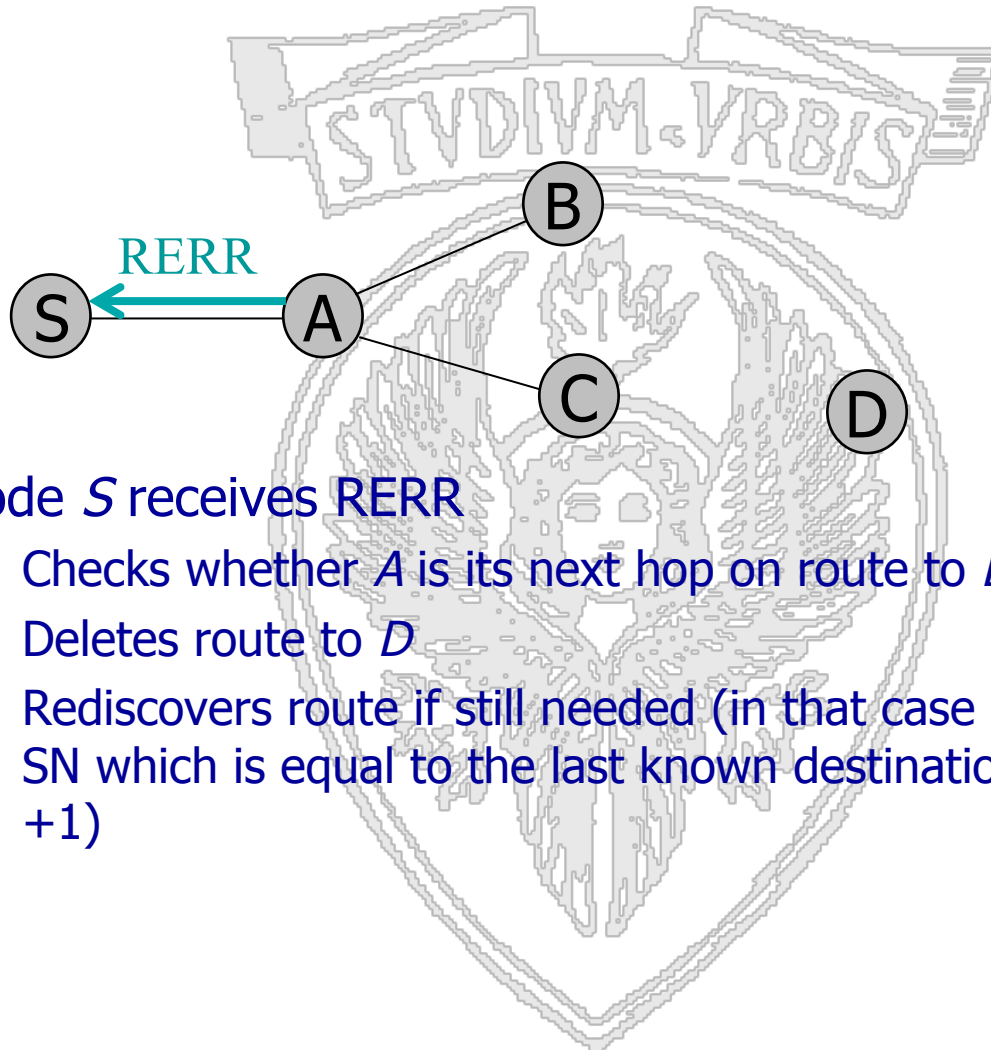 STVDIVM VRBIS
B
RERR
S
A
C
D
ode S receives RERR
Checks whether A is its next hop on route to
Deletes route to D
Rediscovers route if still needed (in that case
SN which is equal to the last known destinatio
+1)